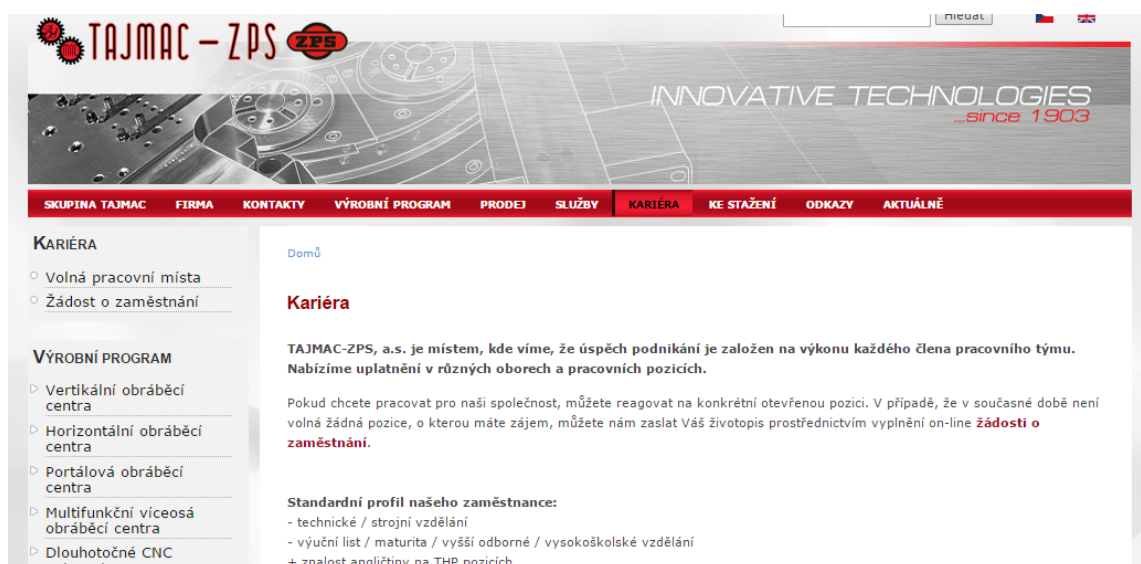 Hledat
TAJMAC – ZPS
ZPS
INNOVATIVE TECHNOLOGIES
...since 1903
SKUPINA TAJMAC FIRMA KONTAKTY VÝROBNÍ PROGRAM PRODEJ SLUŽBY KARIÉRA KE STAŽENÍ ODKAZY AKTUÁLNĚ
KARIÉRA
Volná pracovní místa
Žádost o zaměstnání
VÝROBNÍ PROGRAM
Vertikální obráběcí
centra
Horizontální obráběcí
centra
Portálová obráběcí
centra
Multifunkční víceosá
obráběcí centra
Dlouhotočné CNC
Domů
Kariéra
TAJMAC-ZPS, a.s. je místem, kde víme, že úspěch podnikání je založen na výkonu každého člena pracovního týmu.
Nabízíme uplatnění v různých oborech a pracovních pozicích.
Pokud chcete pracovat pro naši společnost, můžete reagovat na konkrétní otevřenou pozici. V případě, že v současné době není
volná žádná pozice, o kterou máte zájem, můžete nám zaslat Váš životopis prostřednictvím vyplnění on-line žádosti o
zaměstnání.
Standardní profil našeho zaměstnance:
- technické / strojní vzdělání
- výuční list / maturita / vyšší odborné / vysokoškolské vzdělání
+ znalost angličtiny na THP pozicích